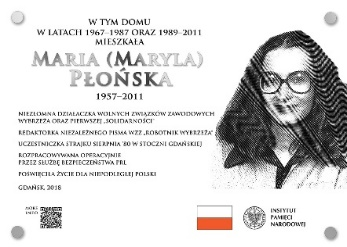 W TYM DOMU
W LATACH 1967–1987 ORAZ 1989–2011
MIESZKAŁA
MARIA (MARYLA)
PŁOŃSKA
1957–2011
NIEZŁOMNA DZIAŁACZKA WOLNYCH ZWIĄZKÓW ZAWODOWYCH
WYBRZEŻA ORAZ PIERWSZEJ „SOLIDARNOŚCI”
REDAKTORKA NIEZALEŻNEGO PISMA WZZ „ROBOTNIK WYBRZEŻA”
UCZESTNICZKA STRAJKU SIERPNIA '80 W STOCZNI GDAŃSKIEJ
ROZPRACOWYWANA OPERACYJNIE
PRZEZ SŁUŻBĘ BEZPIECZEŃSTWA PRL
POŚWIĘCIŁA ŻYCIE DLA NIEPODLEGŁEJ POLSKI
GDAŃSK, 2018
MORE
INFO
INSTYTUT
PAMIĘCI
NARODOWEJ